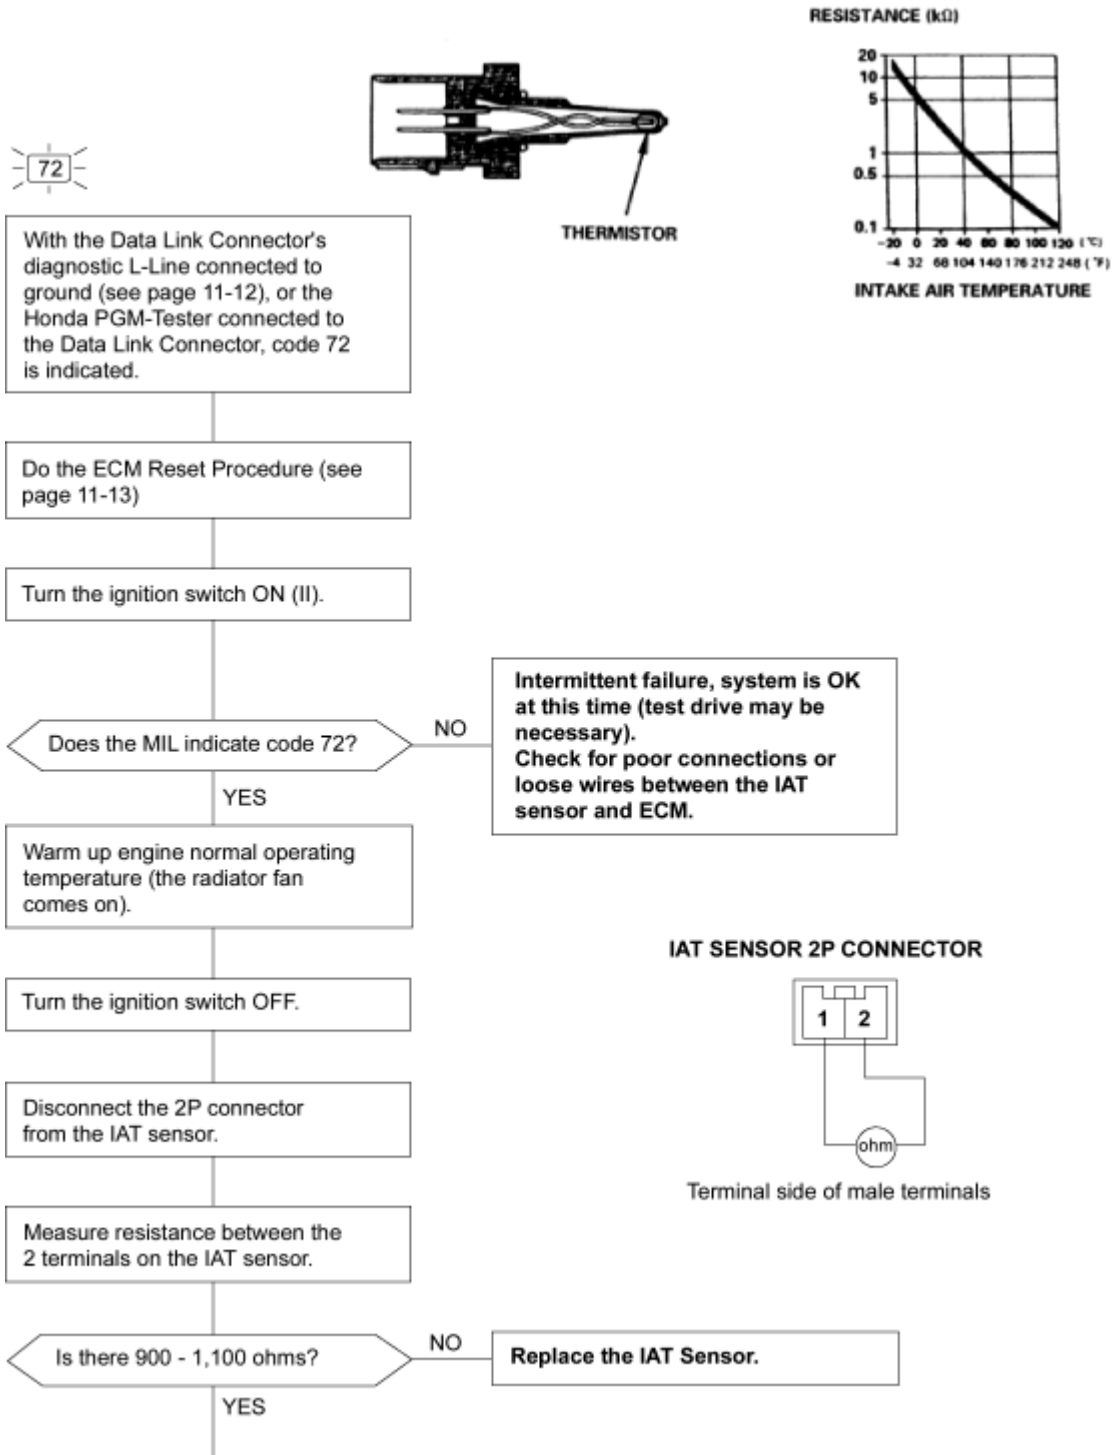 RESISTANCE (kΩ)
20
10
5
1
0.5
0.1
-20 0 20 40 60 80 100 120 (°C)
-4 32 68 104 140 176 212 248 (°F)
INTAKE AIR TEMPERATURE
THERMISTOR
72
With the Data Link Connector's
diagnostic L-Line connected to
ground (see page 11-12), or the
Honda PGM-Tester connected to
the Data Link Connector, code 72
is indicated.
Do the ECM Reset Procedure (see
page 11-13)
Turn the ignition switch ON (II).
Does the MIL indicate code 72?
NO
Intermittent failure, system is OK
at this time (test drive may be
necessary).
Check for poor connections or
loose wires between the IAT
sensor and ECM.
YES
Warm up engine normal operating
temperature (the radiator fan
comes on).
Turn the ignition switch OFF.
Disconnect the 2P connector
from the IAT sensor.
IAT SENSOR 2P CONNECTOR
1 2
ohm
Terminal side of male terminals
Measure resistance between the
2 terminals on the IAT sensor.
Is there 900 - 1,100 ohms?
NO
Replace the IAT Sensor.
YES